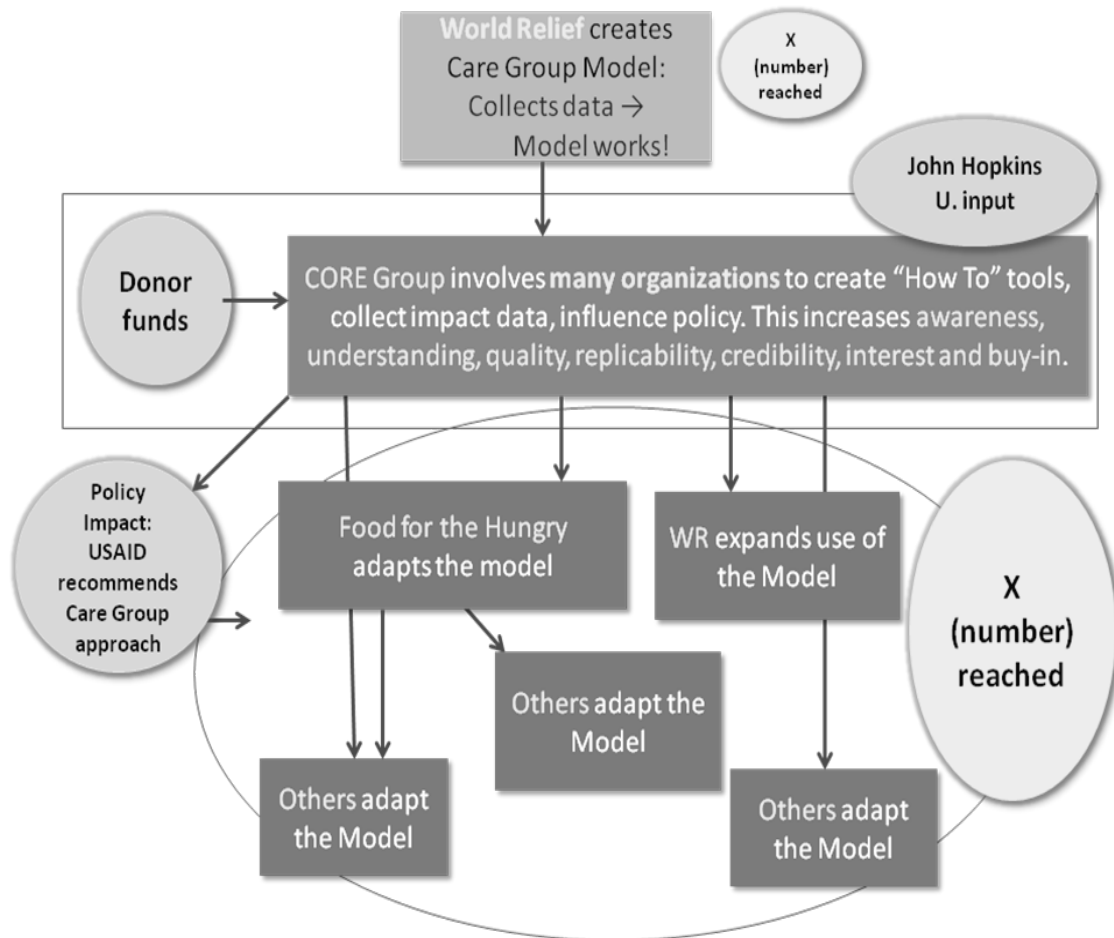 World Relief creates
Care Group Model:
Collects data →
Model works!
X
(number)
reached
John Hopkins
U. input
Donor
funds
CORE Group involves many organizations to create “How To” tools,
collect impact data, influence policy. This increases awareness,
understanding, quality, replicability, credibility, interest and buy-in.
Policy
Impact:
USAID
recommends
Care Group
approach
Food for the Hungry
adapts the model
WR expands use of
the Model
X
(number)
reached
Others adapt the
Model
Others adapt
the Model
Others adapt
the Model